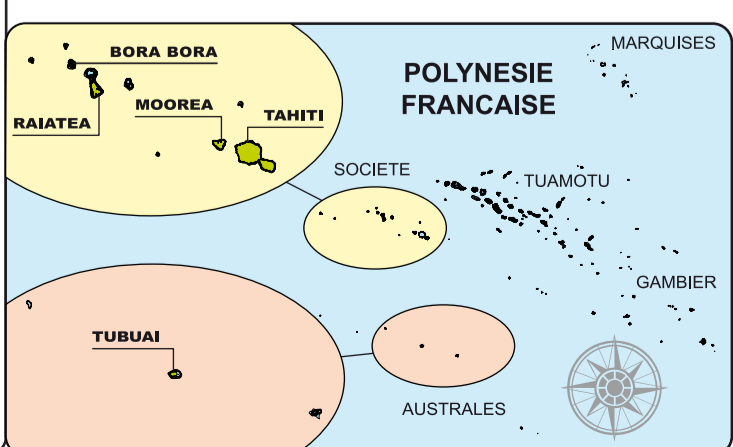 BORA BORA
MARQUISES
POLYNESIE
FRANCAISE
MOOREA
TAHITI
RAIATEA
SOCIETE
TUAMOTU
GAMBIER
TUBUAI
AUSTRALES